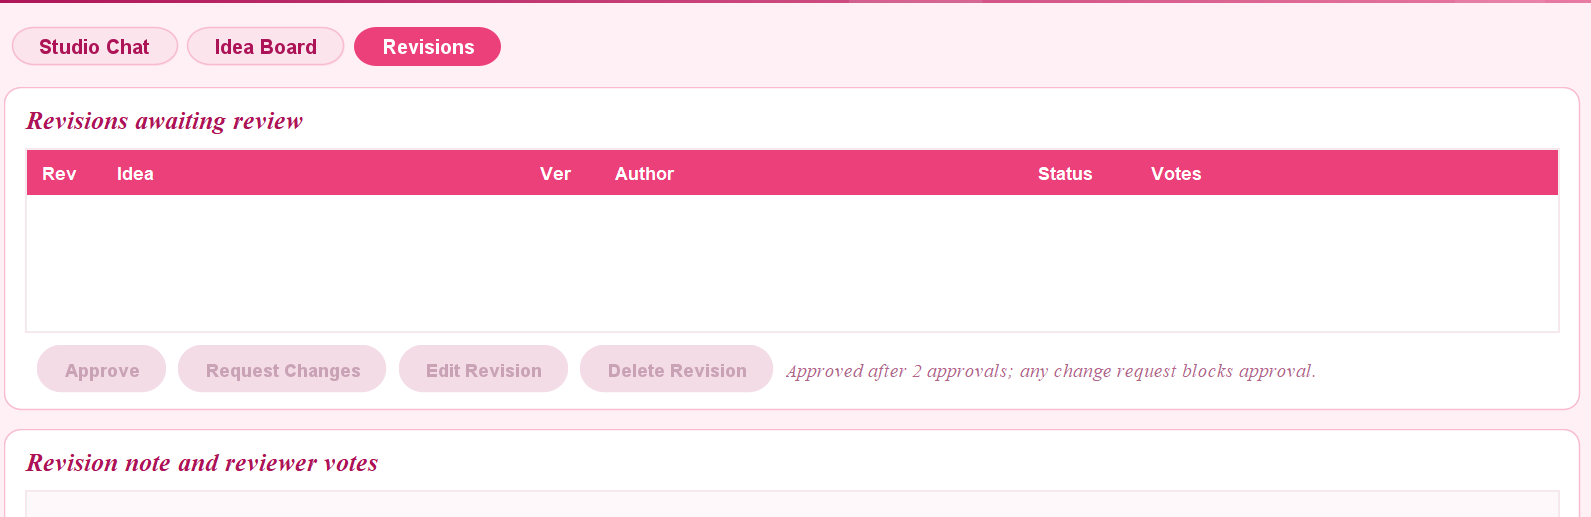 Studio Chat Idea Board Revisions
Revisions awaiting review
Rev Idea Ver Author Status Votes
Approve Request Changes Edit Revision Delete Revision Approved after 2 approvals; any change request blocks approval.
Revision note and reviewer votes